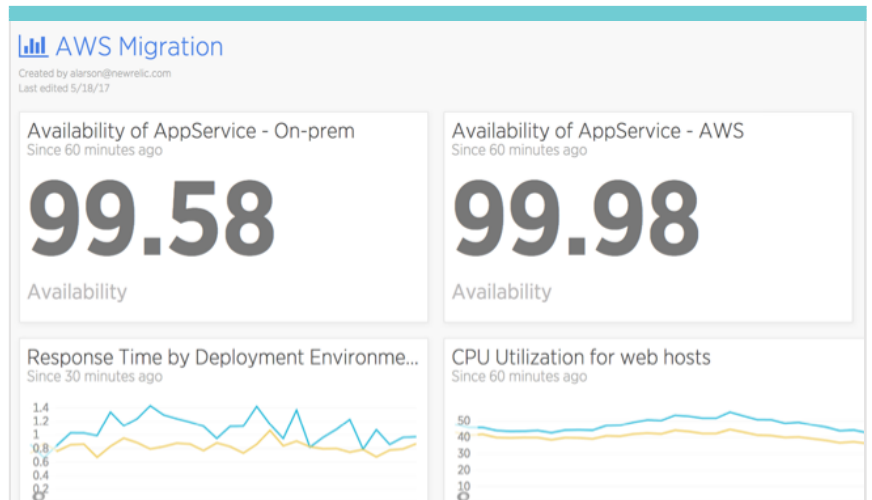 AWS Migration
Created by alarson@newrelic.com
Last edited 5/18/17
Availability of AppService - On-prem
Since 60 minutes ago
99.58
Availability
Availability of AppService - AWS
Since 60 minutes ago
99.98
Availability
Response Time by Deployment Environme...
Since 30 minutes ago
1.4
1.2
1
0.8
0.6
0.4
0.2
CPU Utilization for web hosts
Since 60 minutes ago
50
40
30
20
10